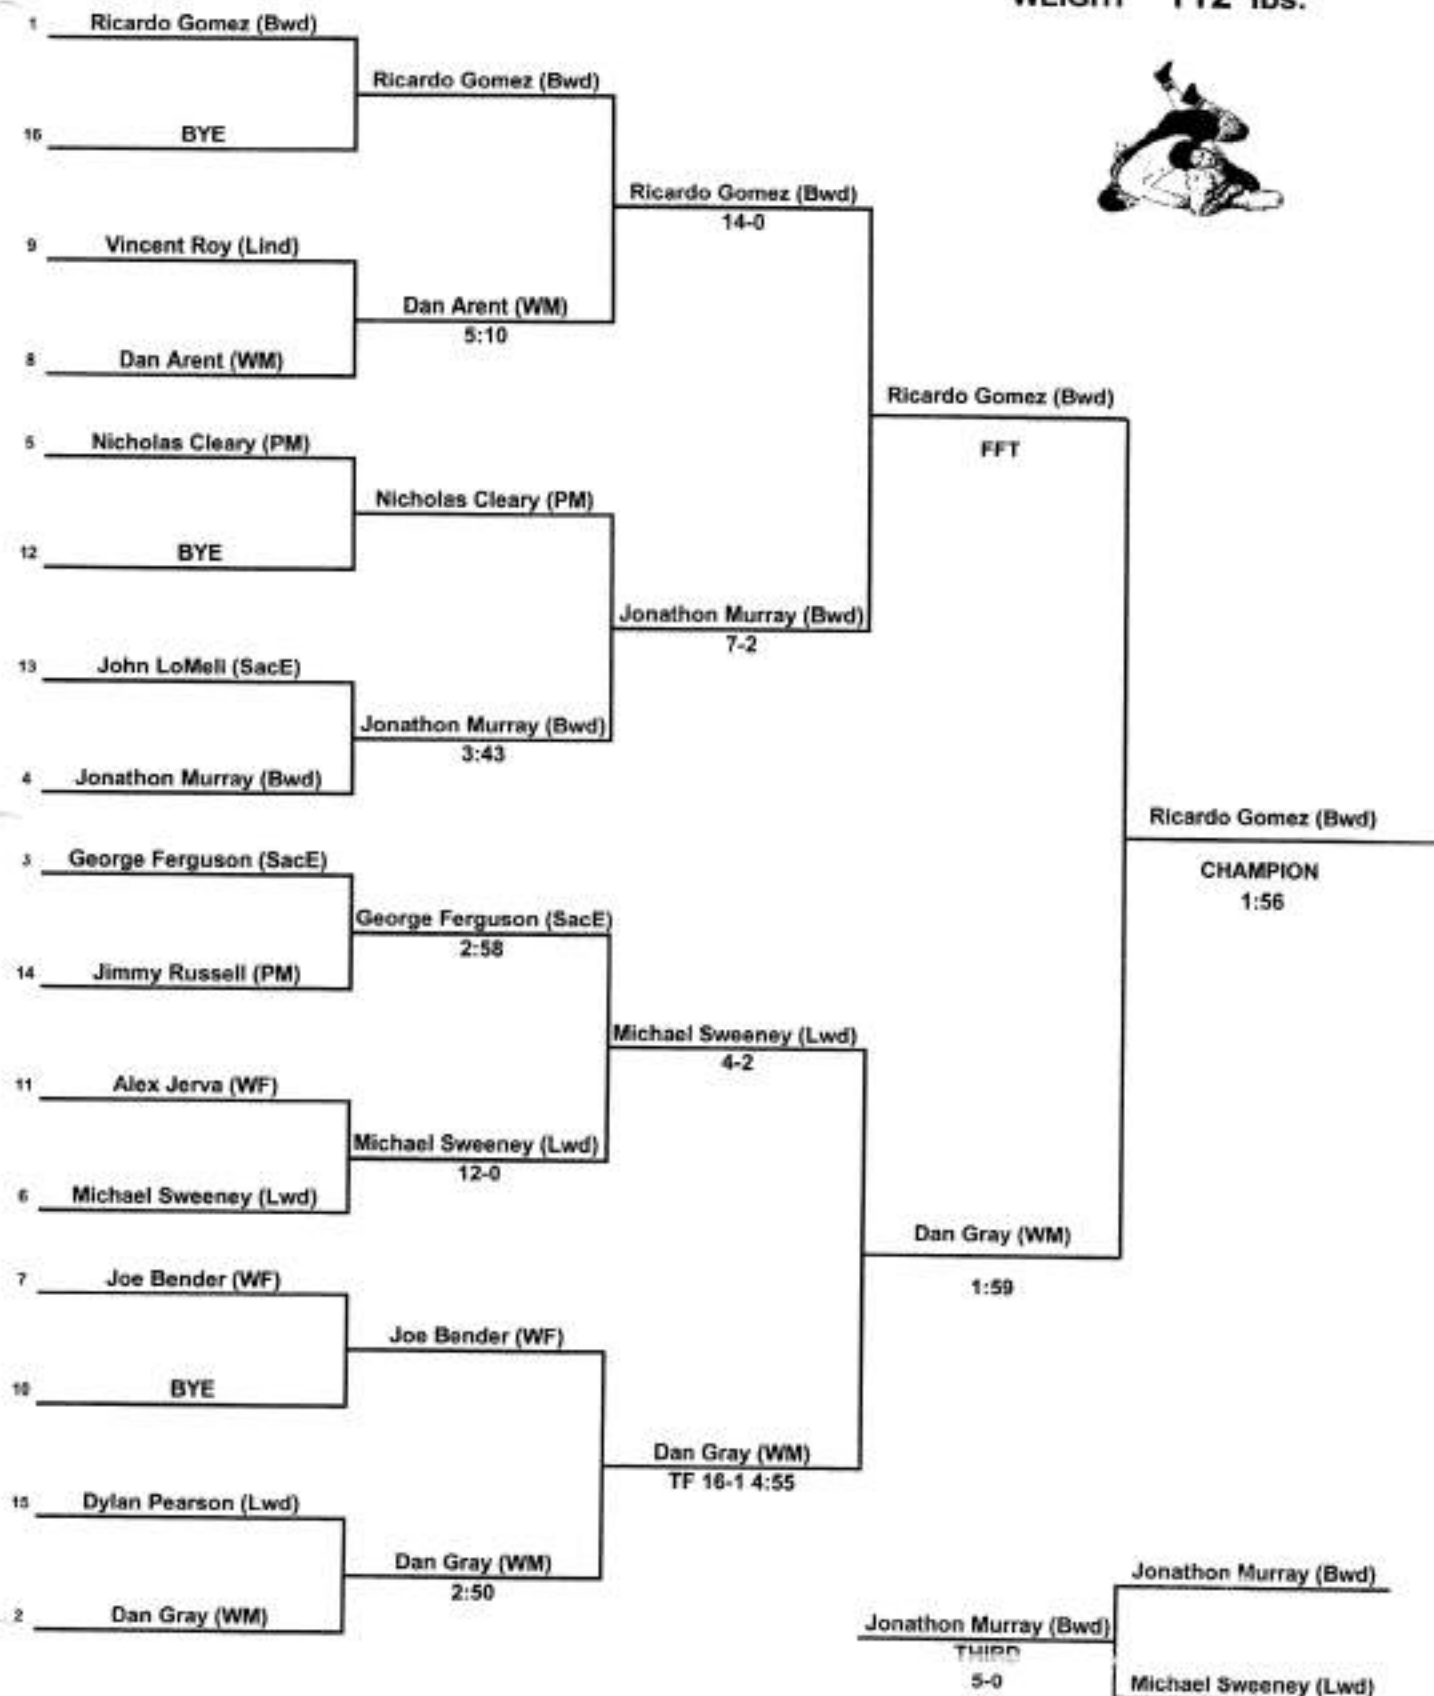 WEIGHT 112 lbs.
1 Ricardo Gomez (Bwd)
Ricardo Gomez (Bwd)
16 BYE
Ricardo Gomez (Bwd)
14-0
9 Vincent Roy (Lind)
Dan Arent (WM)
5:10
8 Dan Arent (WM)
Ricardo Gomez (Bwd)
FFT
5 Nicholas Cleary (PM)
Nicholas Cleary (PM)
12 BYE
Jonathon Murray (Bwd)
7-2
13 John LoMeli (SacE)
Jonathon Murray (Bwd)
3:43
4 Jonathon Murray (Bwd)
Ricardo Gomez (Bwd)
CHAMPION
1:56
3 George Ferguson (SacE)
George Ferguson (SacE)
2:58
14 Jimmy Russell (PM)
Michael Sweeney (Lwd)
4-2
11 Alex Jerva (WF)
Michael Sweeney (Lwd)
12-0
6 Michael Sweeney (Lwd)
Dan Gray (WM)
1:59
7 Joe Bender (WF)
Joe Bender (WF)
10 BYE
Dan Gray (WM)
TF 16-1 4:55
15 Dylan Pearson (Lwd)
Dan Gray (WM)
2:50
2 Dan Gray (WM)
Jonathon Murray (Bwd)
Jonathon Murray (Bwd)
THIRD
5-0
Michael Sweeney (Lwd)